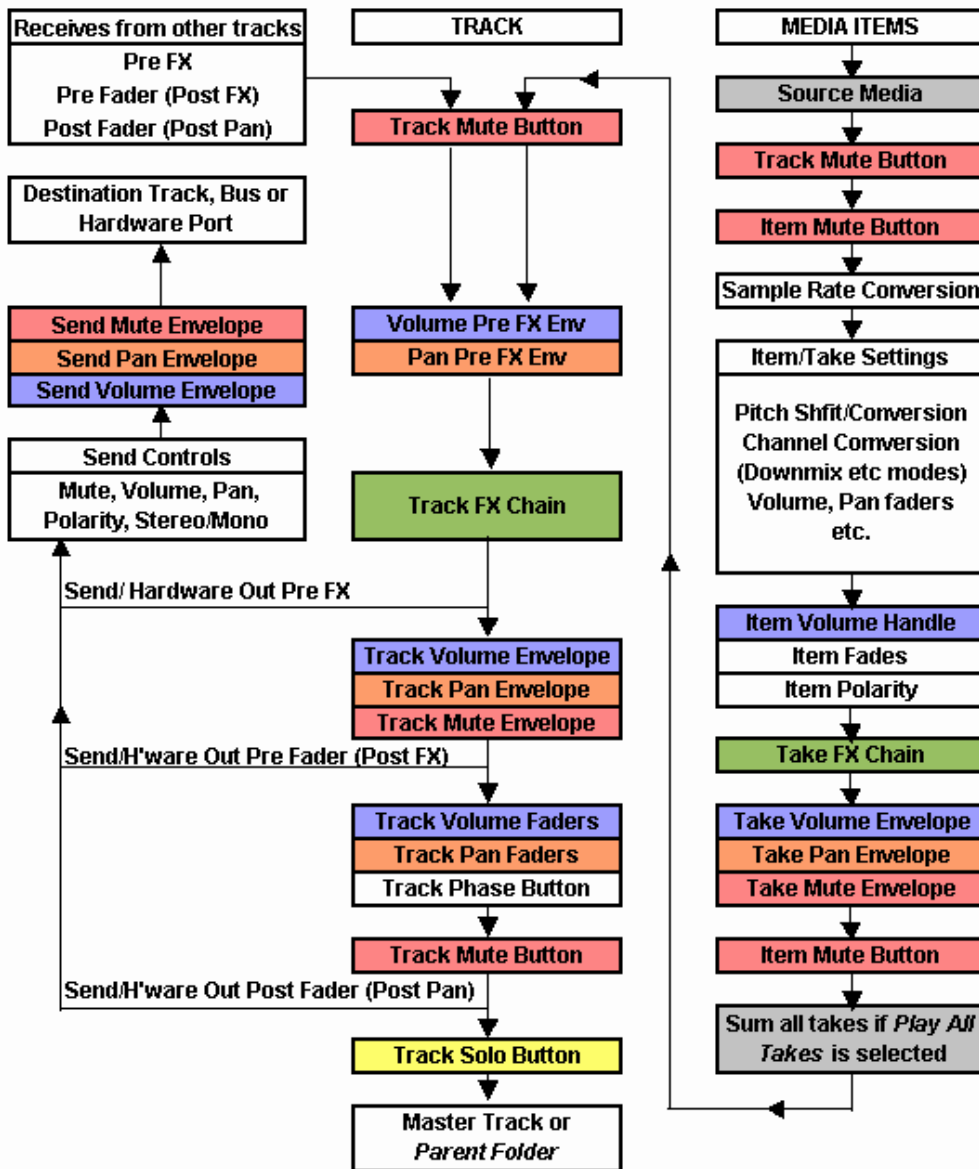 Receives from other tracks
Pre FX
Pre Fader (Post FX)
Post Fader (Post Pan)
Destination Track, Bus or
Hardware Port
Send Mute Envelope
Send Pan Envelope
Send Volume Envelope
Send Controls
Mute, Volume, Pan,
Polarity, Stereo/Mono
Send/ Hardware Out Pre FX
Send/H'ware Out Pre Fader (Post FX)
Send/H'ware Out Post Fader (Post Pan)
TRACK
Track Mute Button
Volume Pre FX Env
Pan Pre FX Env
Track FX Chain
Track Volume Envelope
Track Pan Envelope
Track Mute Envelope
Track Volume Faders
Track Pan Faders
Track Phase Button
Track Mute Button
Track Solo Button
Master Track or
Parent Folder
MEDIA ITEMS
Source Media
Track Mute Button
Item Mute Button
Sample Rate Conversion
Item/Take Settings
Pitch Shfit/Conversion
Channel Comversion
(Downmix etc modes)
Volume, Pan faders
etc.
Item Volume Handle
Item Fades
Item Polarity
Take FX Chain
Take Volume Envelope
Take Pan Envelope
Take Mute Envelope
Item Mute Button
Sum all takes if Play All
Takes is selected